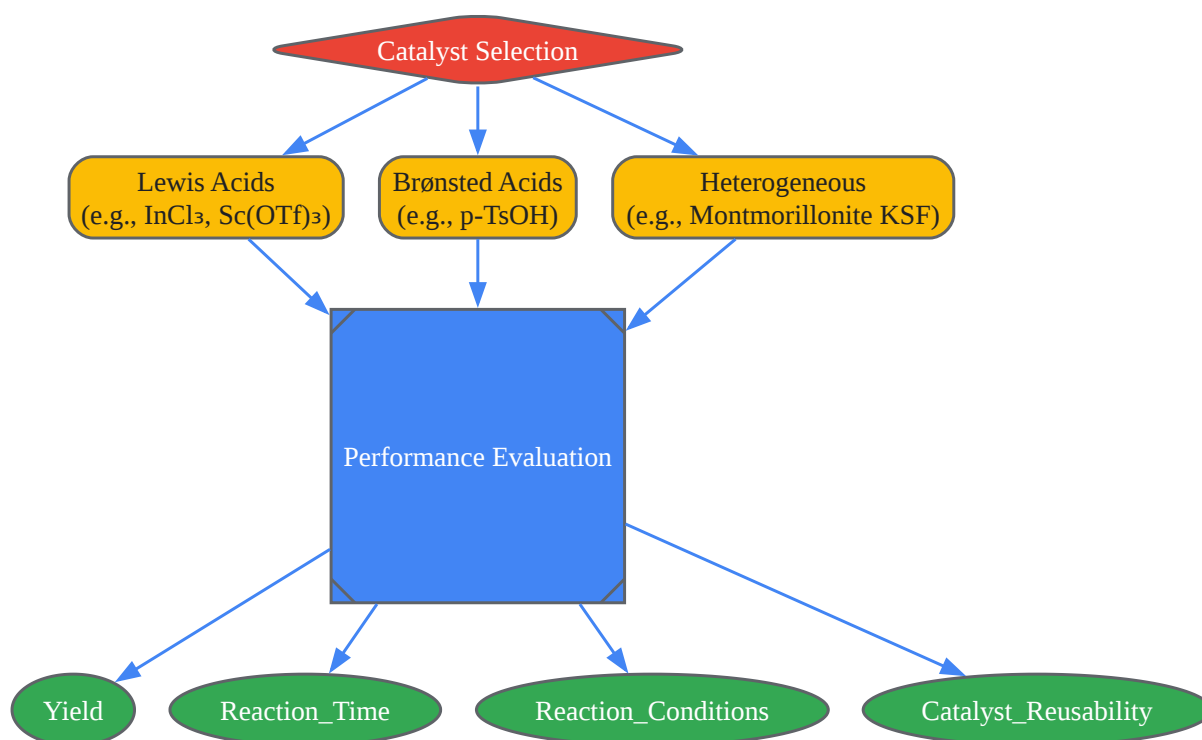 Catalyst Selection
Lewis Acids
(e.g., InCl₃, Sc(OTf)₃)
Brønsted Acids
(e.g., p-TsOH)
Heterogeneous
(e.g., Montmorillonite KSF)
Performance Evaluation
Yield
Reaction_Time
Reaction_Conditions
Catalyst_Reusability